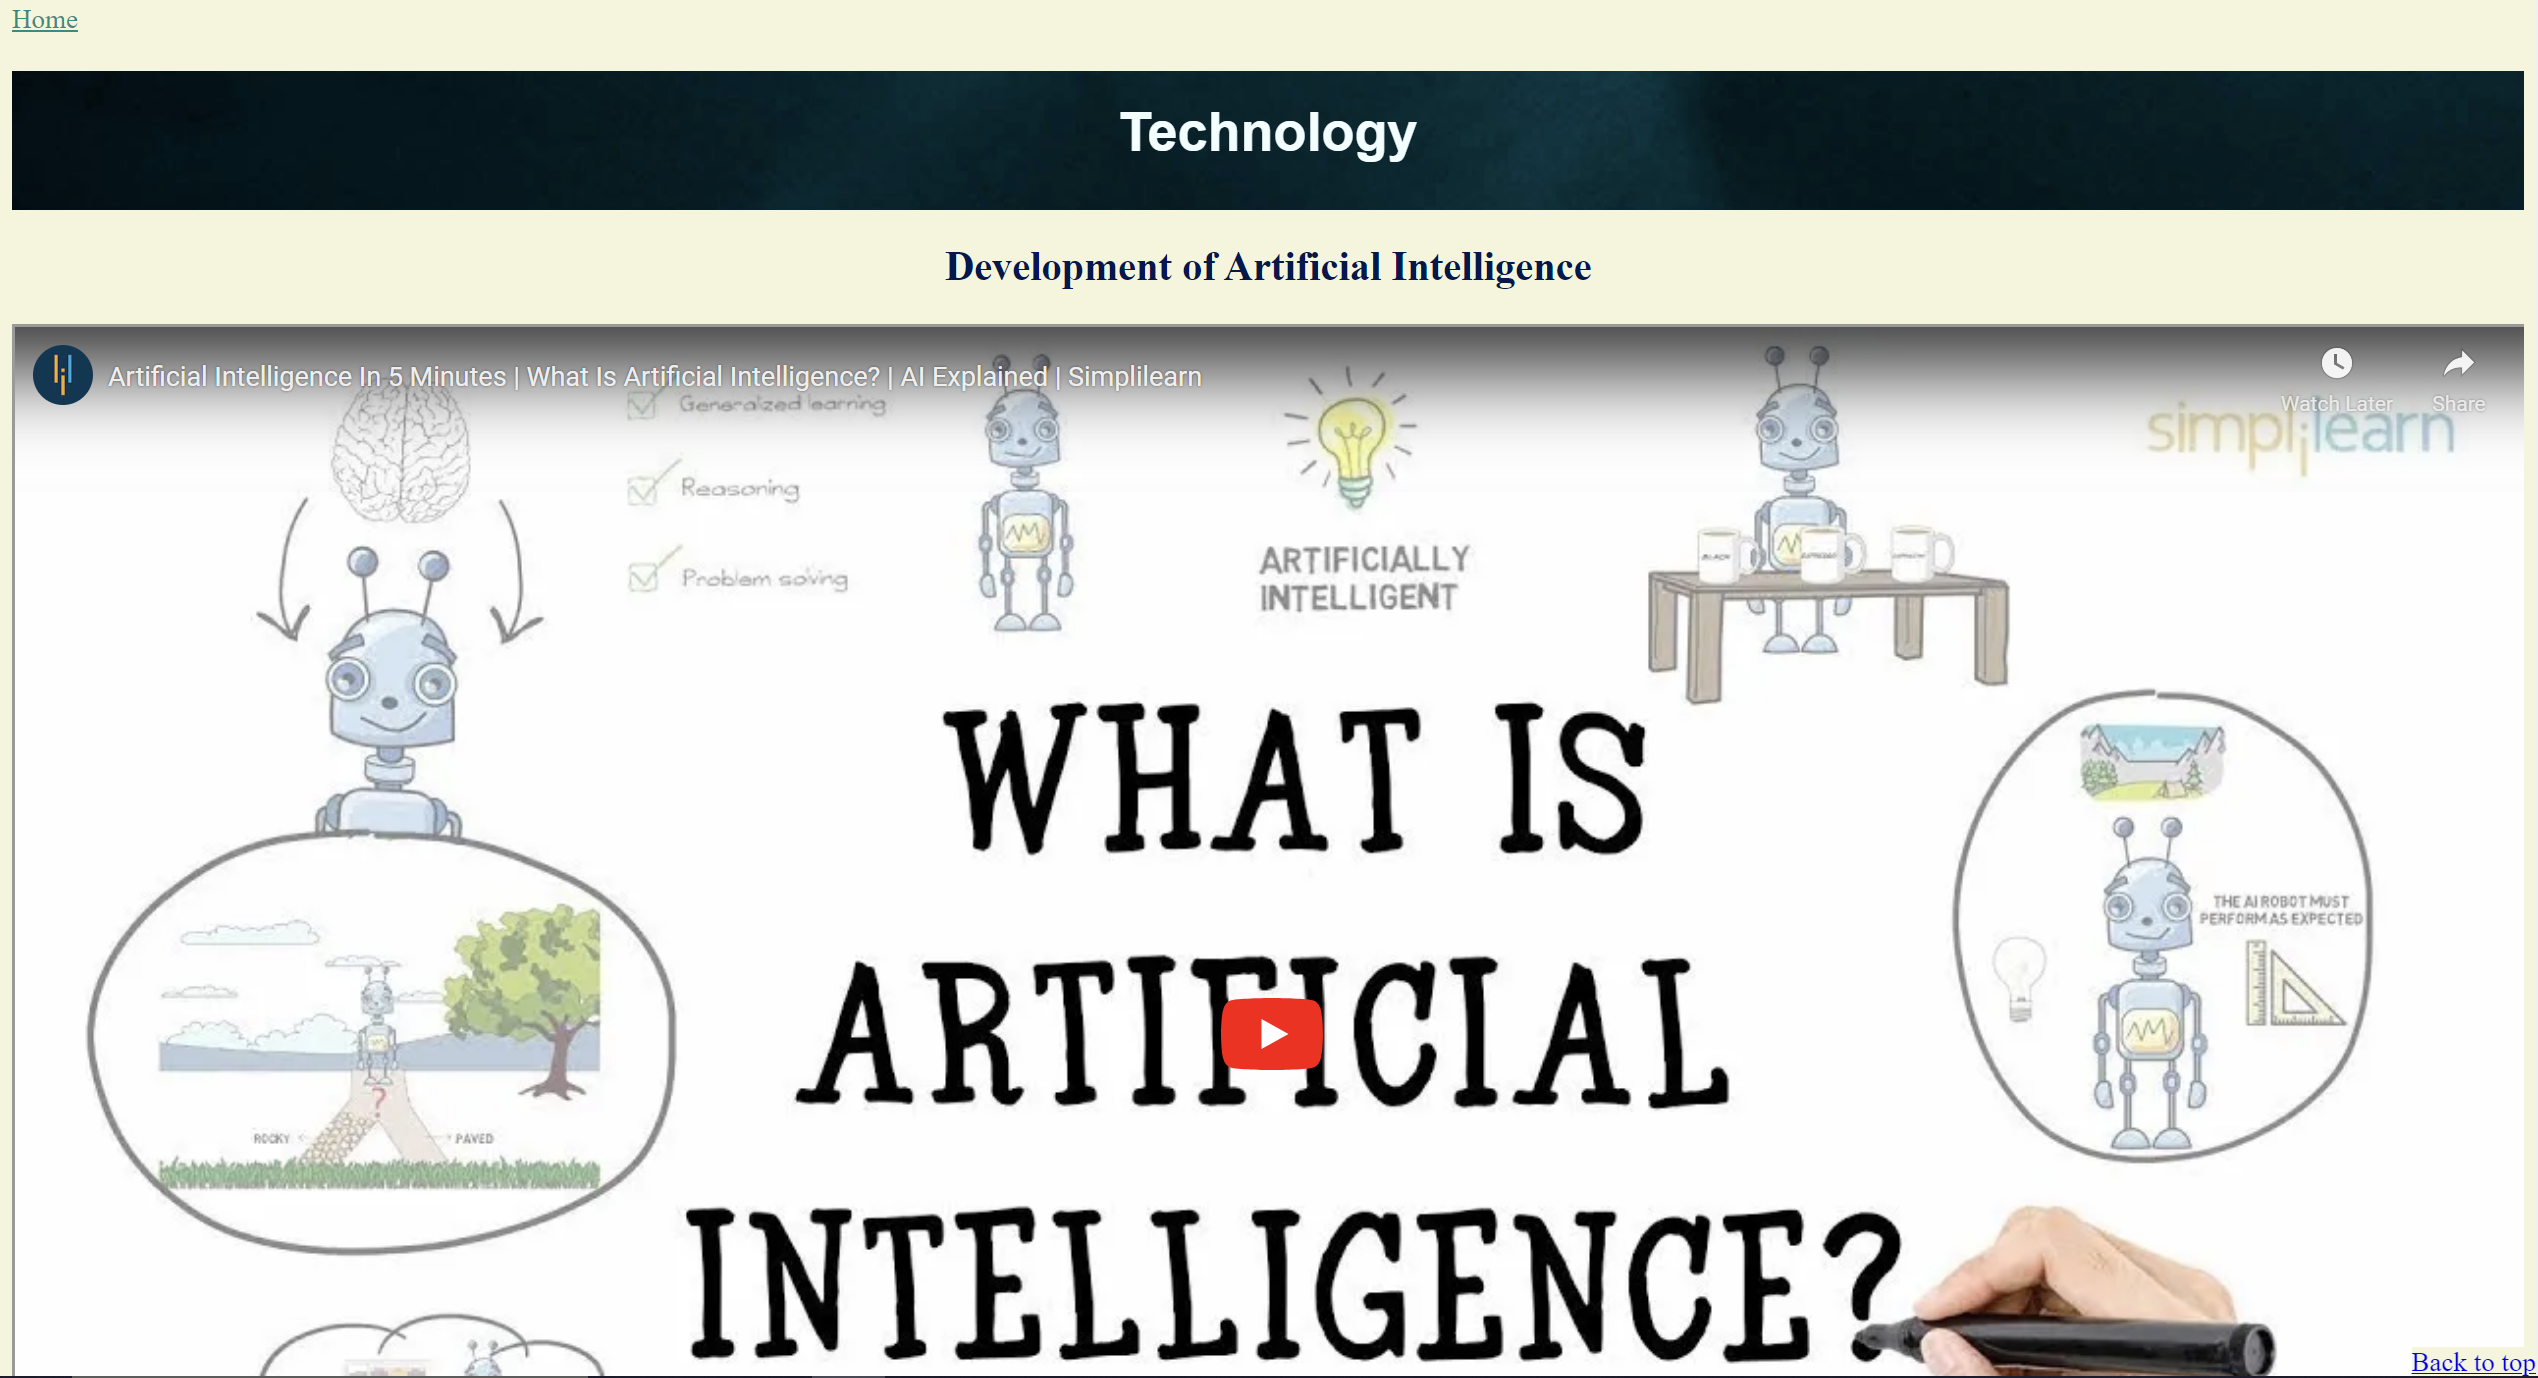 Home
Technology
Development of Artificial Intelligence
Artificial Intelligence In 5 Minutes | What Is Artificial Intelligence? | AI Explained | Simplilearn
Watch Later
Share
simplilearn
Generalized learning
Reasoning
Problem solving
ARTIFICIALLY
INTELLIGENT
BLACK
WHAT IS
ARTIFICIAL
INTELLIGENCE?
THE AI ROBOT MUST
PERFORM AS EXPECTED
?
ROCKY
PAVED
Back to top